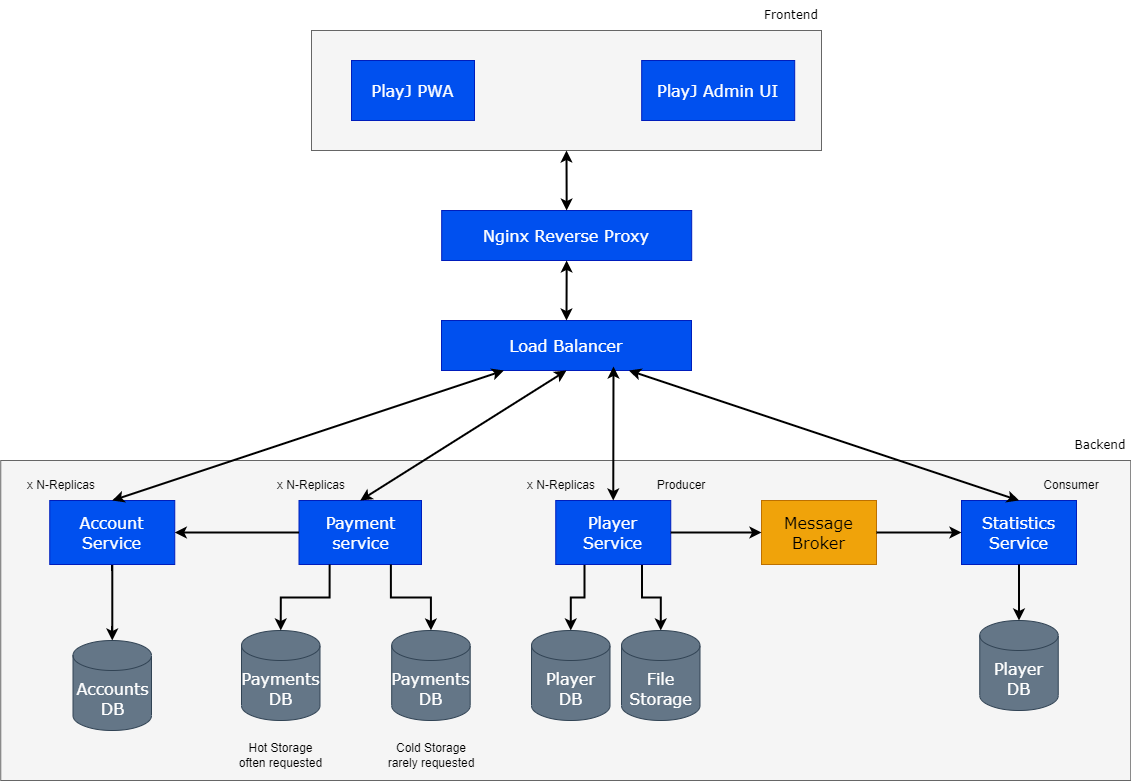 Frontend
PlayJ PWA
PlayJ Admin UI
Nginx Reverse Proxy
Load Balancer
Backend
x N-Replicas
x N-Replicas
x N-Replicas
Producer
Consumer
Account
Service
Payment
service
Player
Service
Message
Broker
Statistics
Service
Accounts
DB
Payments
DB
Payments
DB
Player
DB
File
Storage
Player
DB
Hot Storage
often requested
Cold Storage
rarely requested